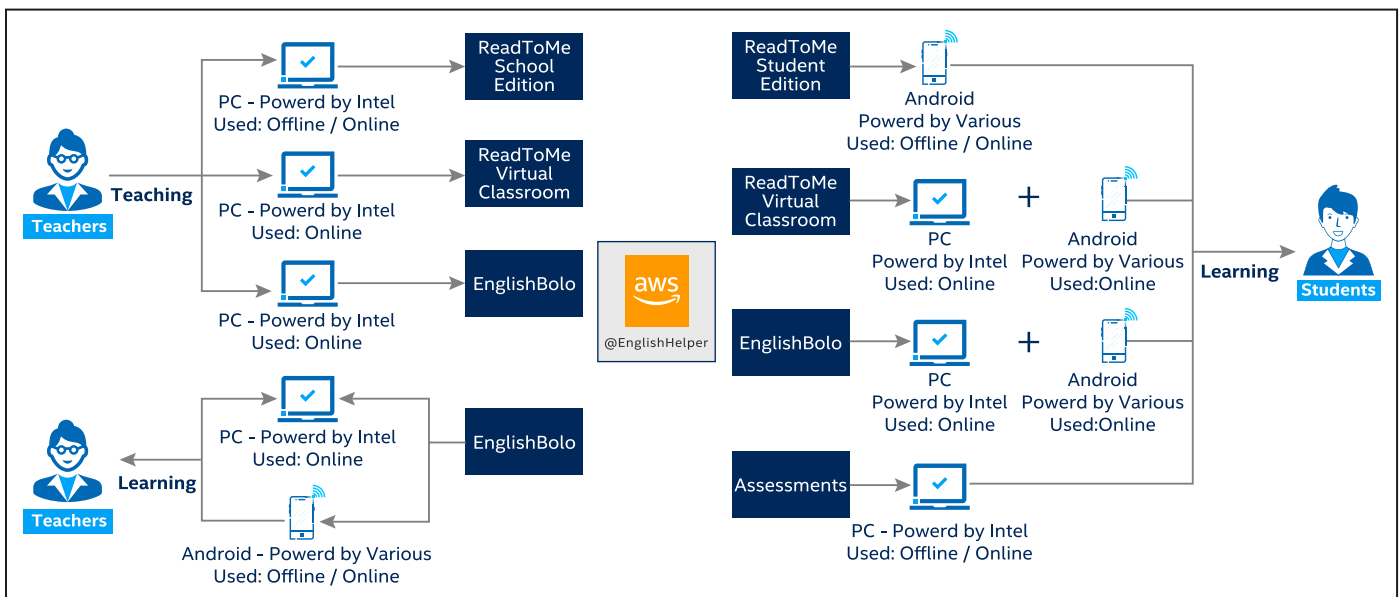 ReadToMe
School
Edition
PC - Powerd by Intel
Used: Offline / Online
Teachers
Teaching
ReadToMe
Virtual
Classroom
PC - Powerd by Intel
Used: Online
EnglishBolo
PC - Powerd by Intel
Used: Online
PC - Powerd by Intel
Used: Online
EnglishBolo
Teachers
Learning
Android - Powerd by Various
Used: Offline / Online
aws
@EnglishHelper
ReadToMe
Student
Edition
Android
Powerd by Various
Used: Offline / Online
ReadToMe
Virtual
Classroom
+
PC
Powerd by Intel
Used: Online
Android
Powerd by Various
Used:Online
Learning
Students
EnglishBolo
+
PC
Powerd by Intel
Used: Online
Android
Powerd by Various
Used:Online
Assessments
PC - Powerd by Intel
Used: Offline / Online